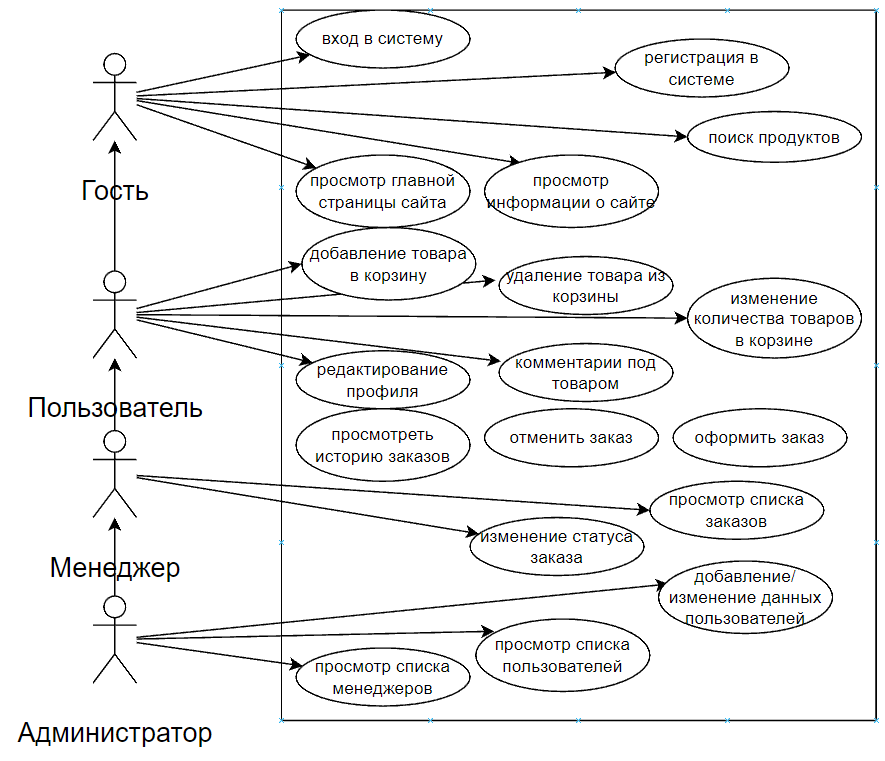 вход в систему
регистрация в
системе
поиск продуктов
Гость
просмотр главной
страницы сайта
просмотр
информации о сайте
добавление товара
в корзину
удаление товара из
корзины
изменение
количества товаров
в корзине
Пользователь
редактирование
профиля
комментарии под
товаром
просмотреть
историю заказов
отменить заказ
оформить заказ
просмотр списка
заказов
Менеджер
изменение статуса
заказа
добавление/
изменение данных
пользователей
просмотр списка
пользователей
просмотр списка
менеджеров
Администратор